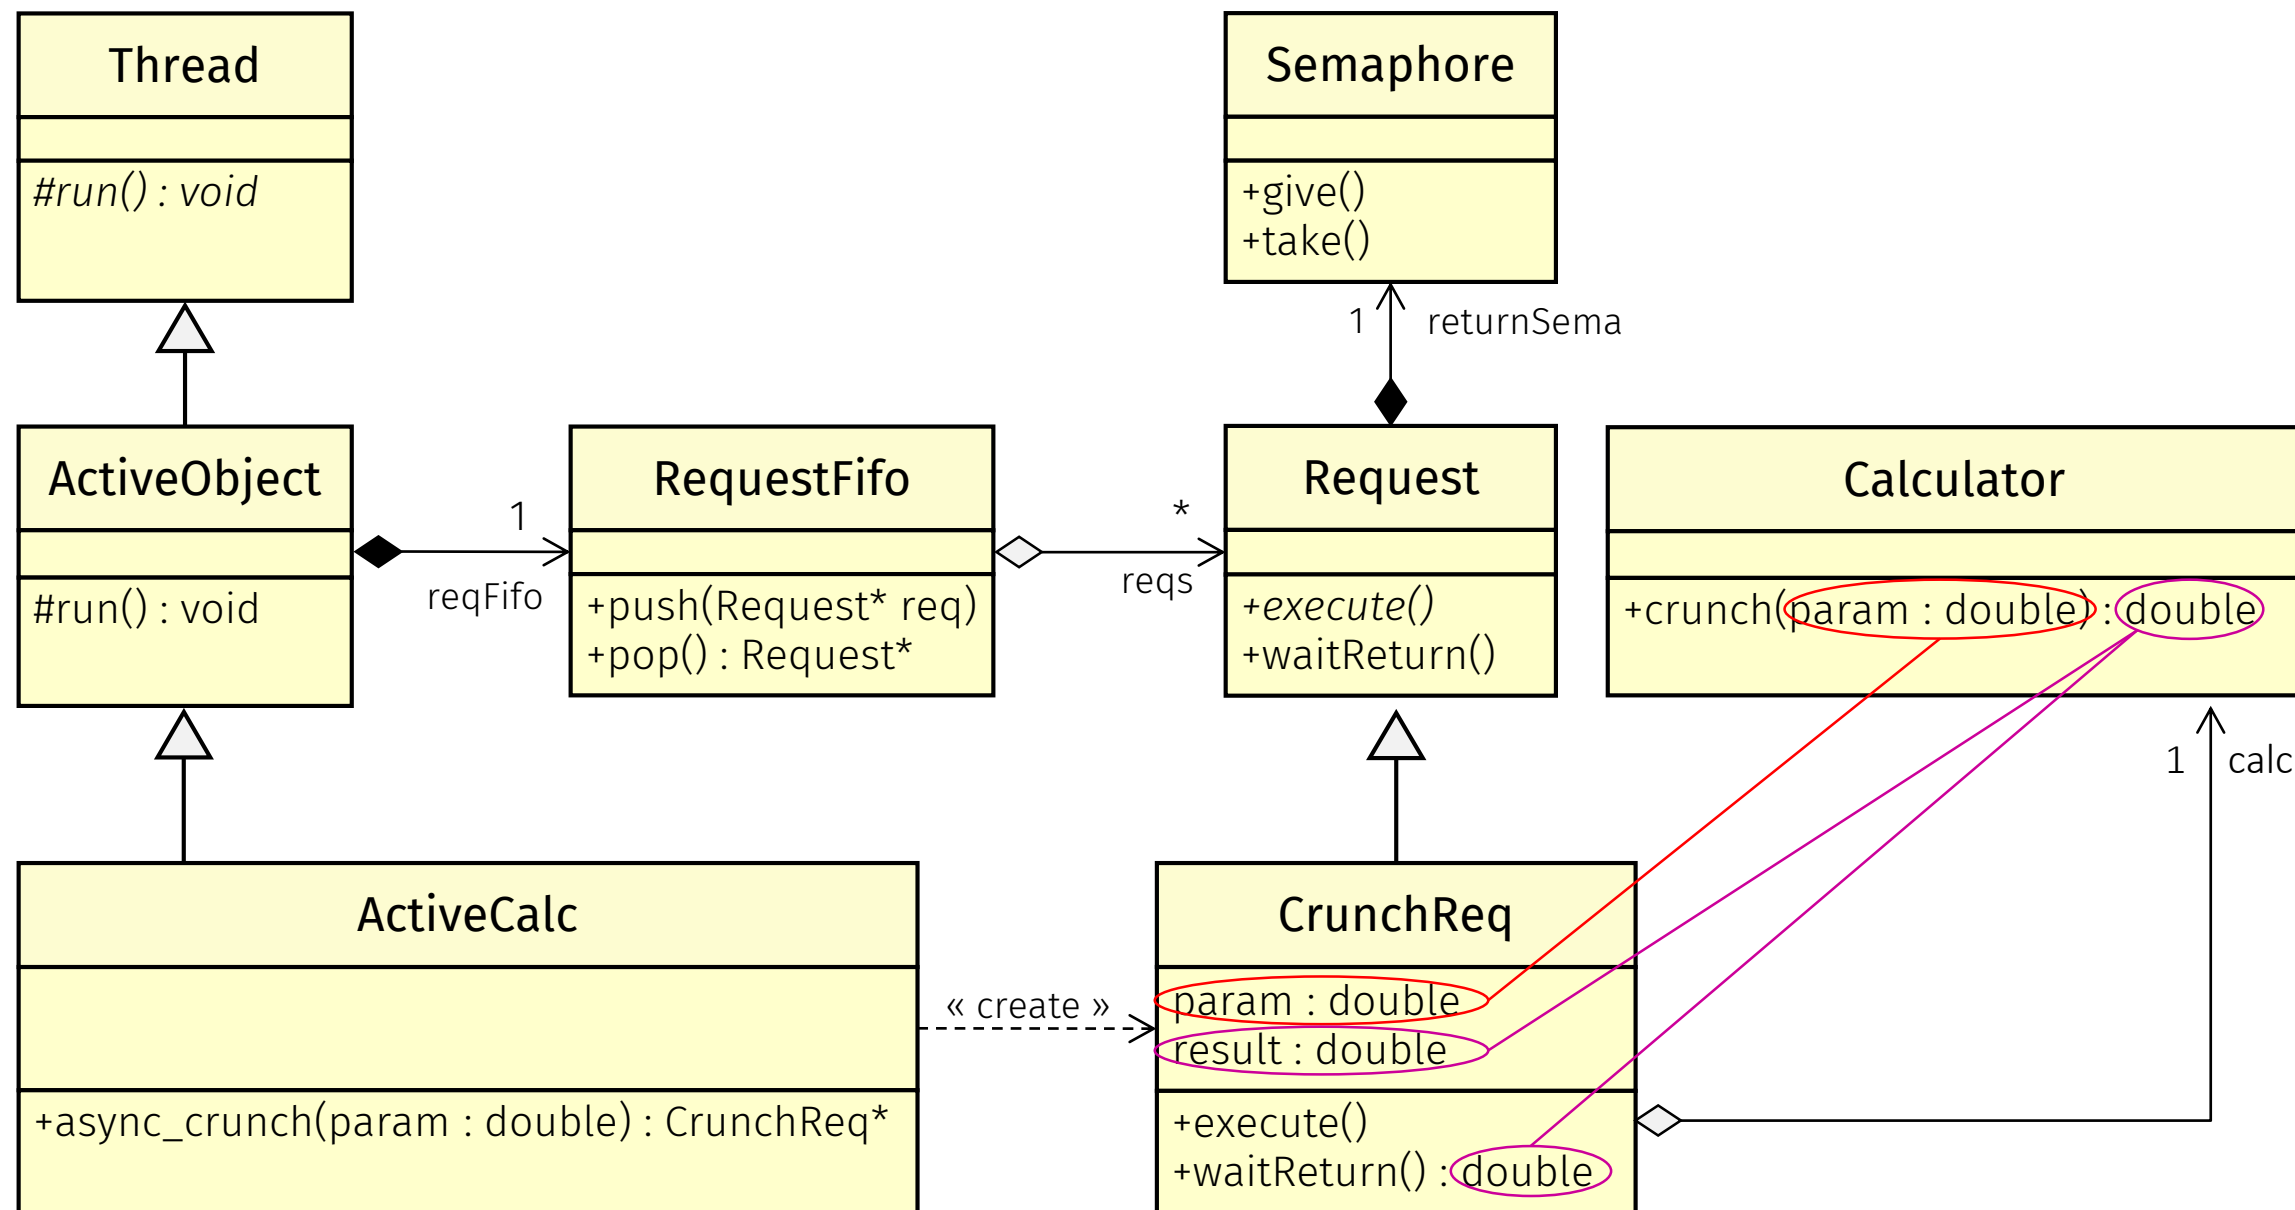 Thread
#run() : void
Semaphore
+give()
+take()
1
returnSema
ActiveObject
#run() : void
1
reqFifo
RequestFifo
+push(Request* req)
+pop() : Request*
*
reqs
Request
+execute()
+waitReturn()
Calculator
+crunch(param : double) : double
1
calc
ActiveCalc
+async_crunch(param : double) : CrunchReq*
« create »
CrunchReq
param : double
result : double
+execute()
+waitReturn() : double